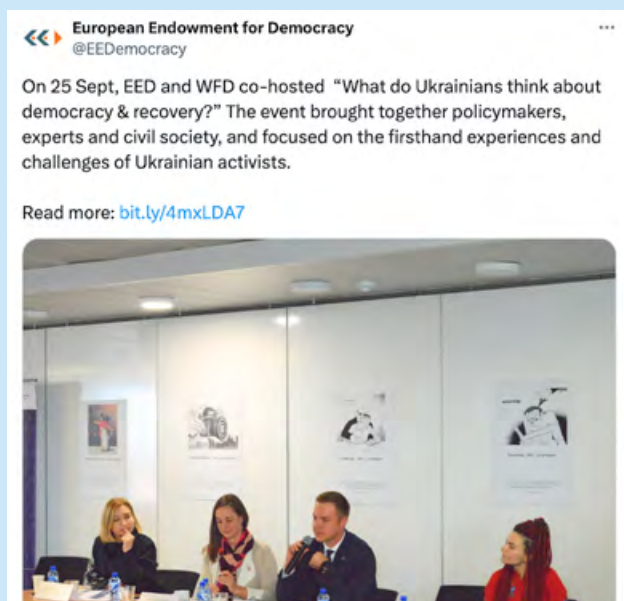 European Endowment for Democracy
@EEDemocracy
On 25 Sept, EED and WFD co-hosted “What do Ukrainians think about
democracy & recovery?” The event brought together policymakers,
experts and civil society, and focused on the firsthand experiences and
challenges of Ukrainian activists.
Read more: bit.ly/4mxLDA7